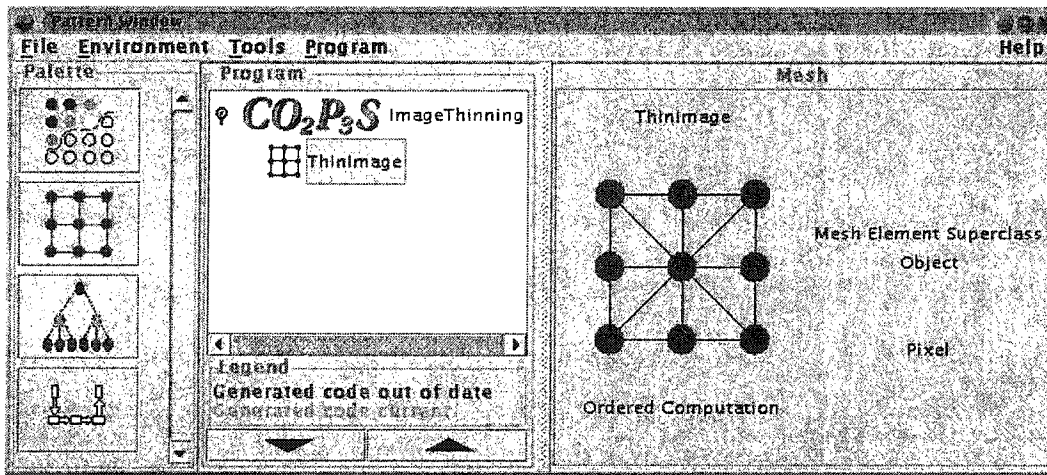 Pattern Window
File Environment Tools Program Help
Palette
Program
Mesh
CO2P3S ImageThinning
ThinImage
ThinImage
Mesh Element Superclass
Object
Pixel
Ordered Computation
Legend
Generated code out of date
Generated code current